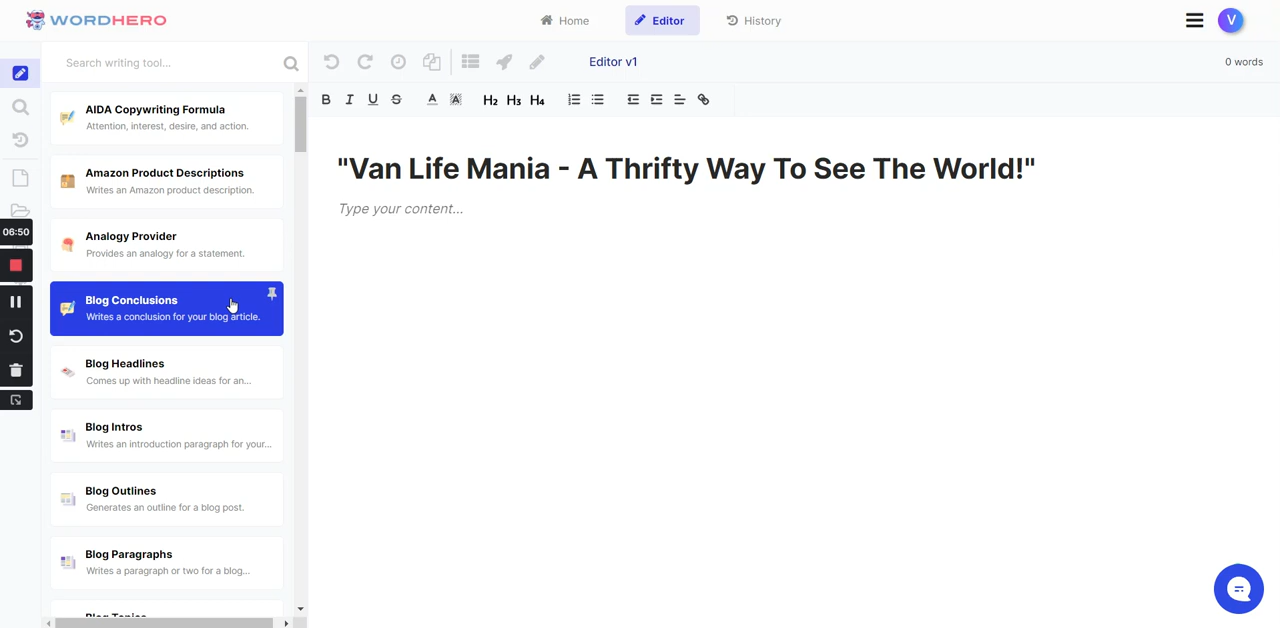 WORDHERO
Home
Editor
History
V
Search writing tool...
Editor v1
0 words
B I U S A A H2 H3 H4
AIDA Copywriting Formula
Attention, interest, desire, and action.
"Van Life Mania - A Thrifty Way To See The World!"
Amazon Product Descriptions
Writes an Amazon product description.
Type your content...
06:50
Analogy Provider
Provides an analogy for a statement.
Blog Conclusions
Writes a conclusion for your blog article.
Blog Headlines
Comes up with headline ideas for an...
Blog Intros
Writes an introduction paragraph for your...
Blog Outlines
Generates an outline for a blog post.
Blog Paragraphs
Writes a paragraph or two for a blog...
Blog Topics